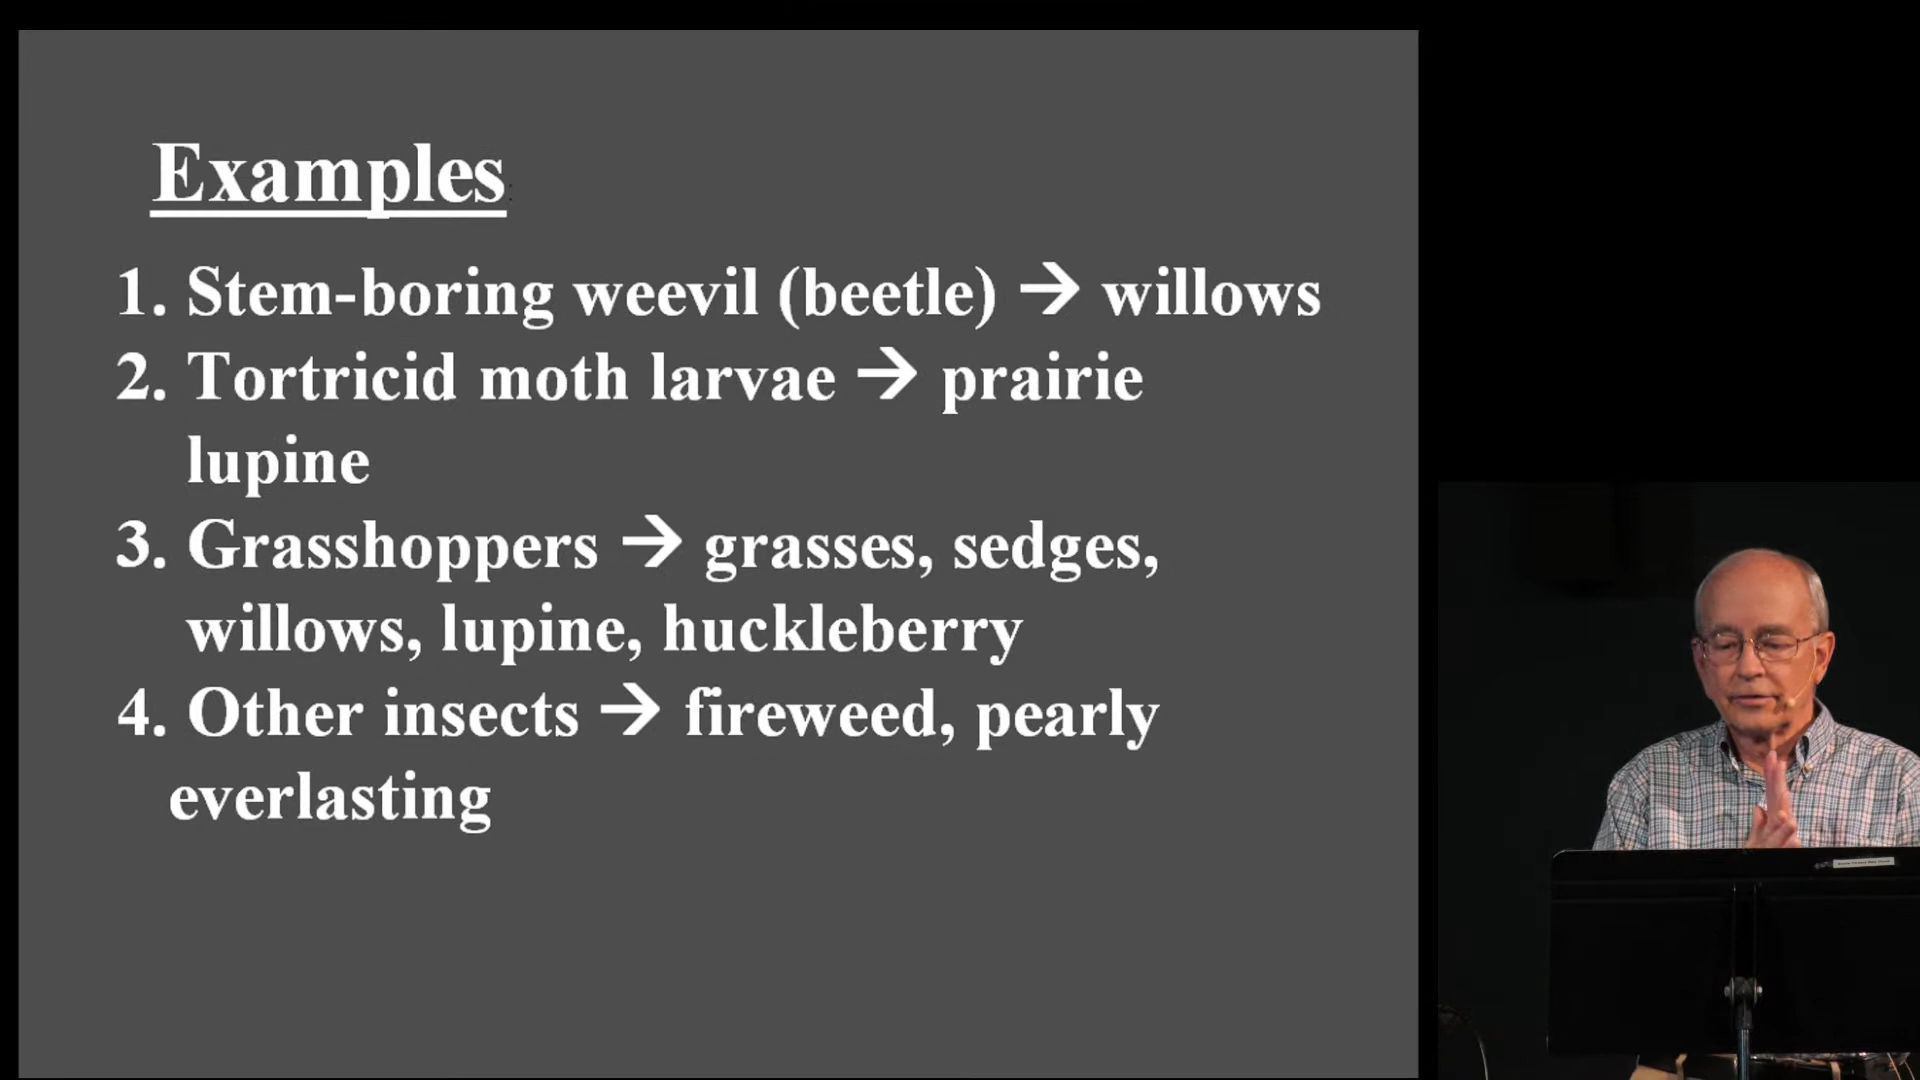 Examples:
1. Stem-boring weevil (beetle) → willows
2. Tortricid moth larvae → prairie
lupine
3. Grasshoppers → grasses, sedges,
willows, lupine, huckleberry
4. Other insects → fireweed, pearly
everlasting